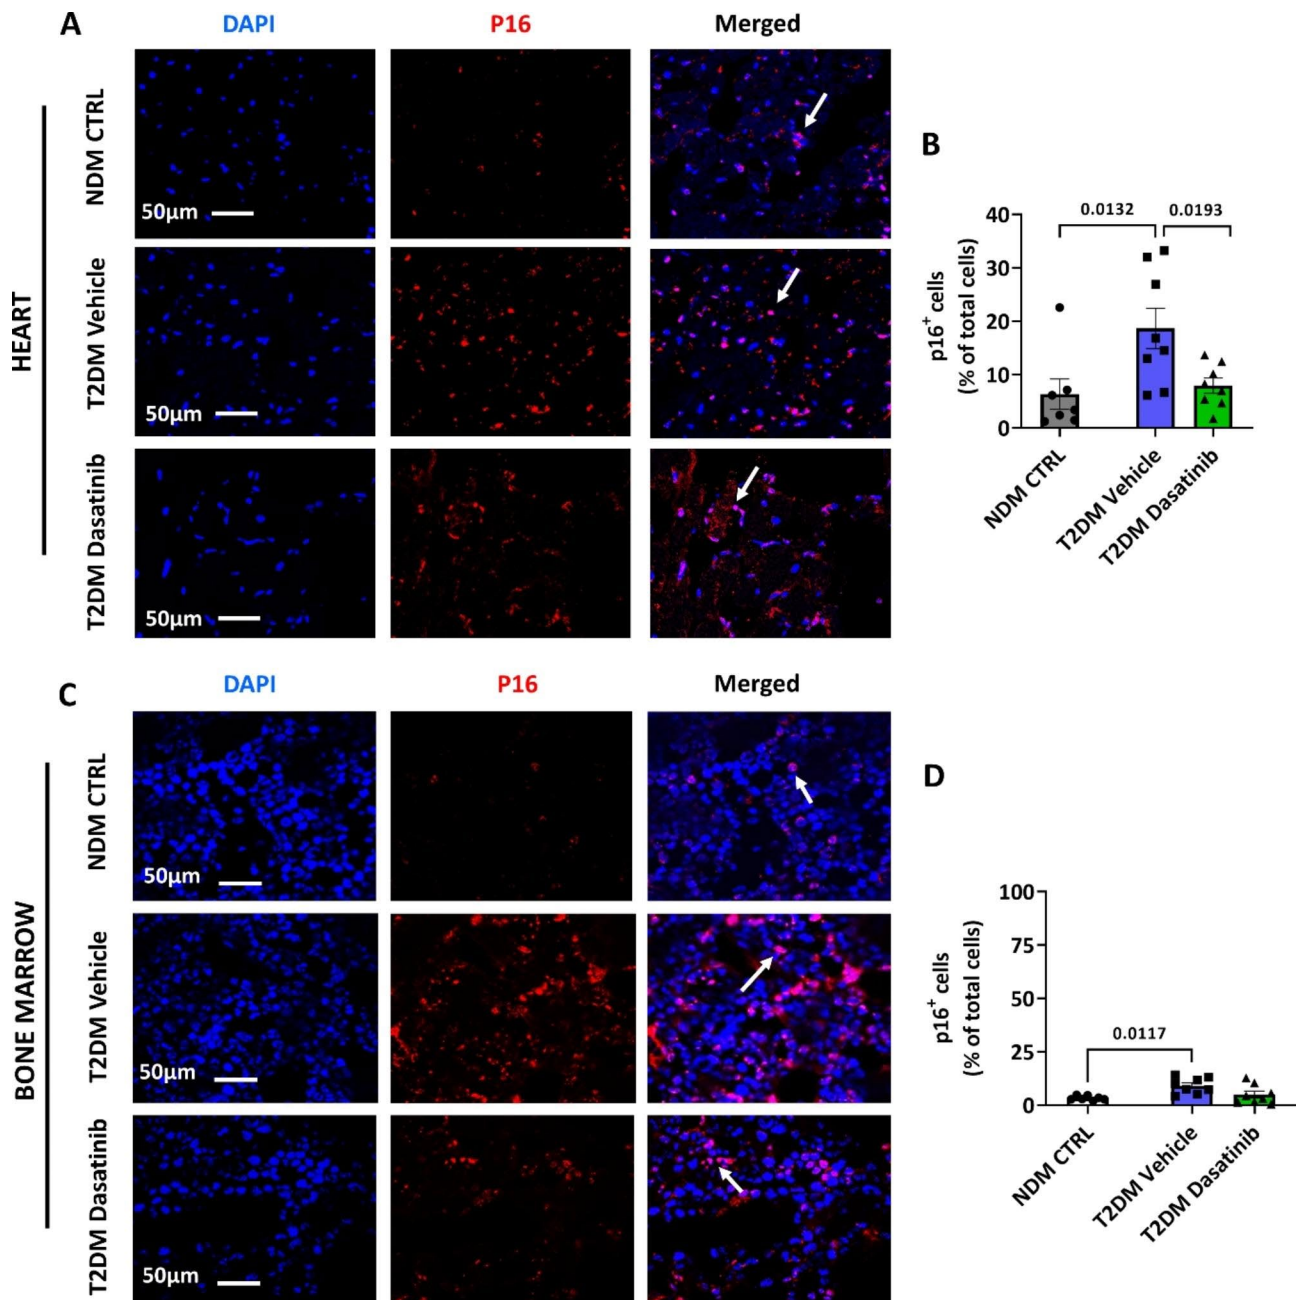 A
DAPI
P16
Merged
HEART
NDM CTRL
50µm
T2DM Vehicle
50µm
T2DM Dasatinib
50µm
B
0.0132
0.0193
p16+ cells
(% of total cells)
40
30
20
10
0
NDM CTRL
T2DM Vehicle
T2DM Dasatinib
C
DAPI
P16
Merged
BONE MARROW
NDM CTRL
50µm
T2DM Vehicle
50µm
T2DM Dasatinib
50µm
D
0.0117
p16+ cells
(% of total cells)
100
75
50
25
0
NDM CTRL
T2DM Vehicle
T2DM Dasatinib